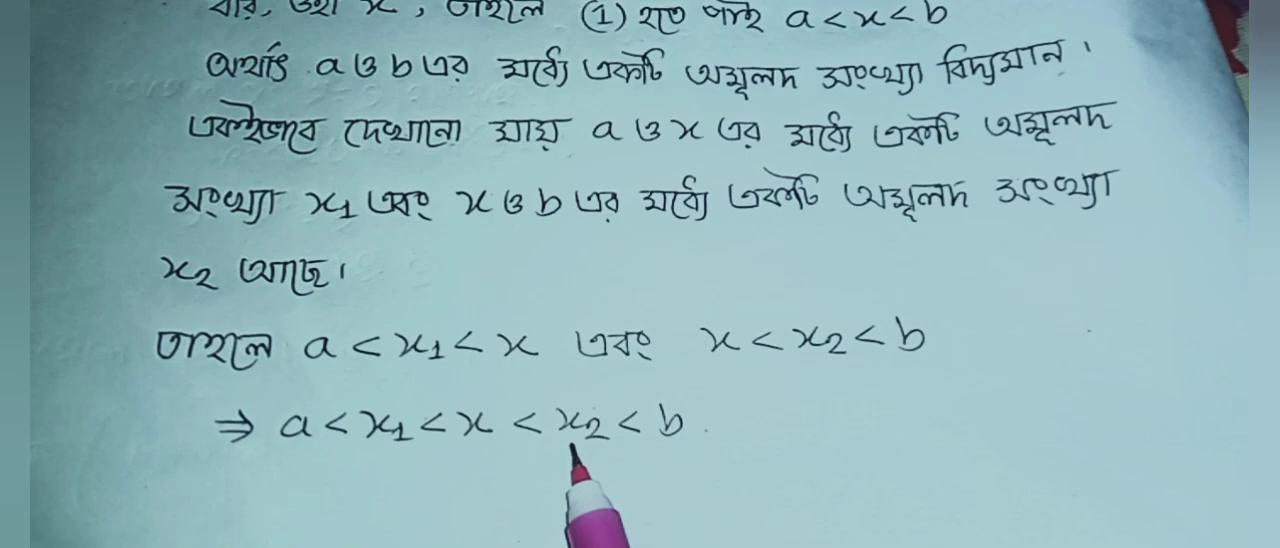 ধরি, উহা x, তাহলে (1) হতে পাই a < x < b
অর্থাৎ a ও b এর মধ্যে একটি অমূলদ সংখ্যা বিদ্যমান।
একইভাবে দেখানো যায় a ও x এর মধ্যে একটি অমূলদ
সংখ্যা x₁ এবং x ও b এর মধ্যে একটি অমূলদ সংখ্যা
x₂ আছে।
তাহলে a < x₁ < x এবং x < x₂ < b
⇒ a < x₁ < x < x₂ < b.